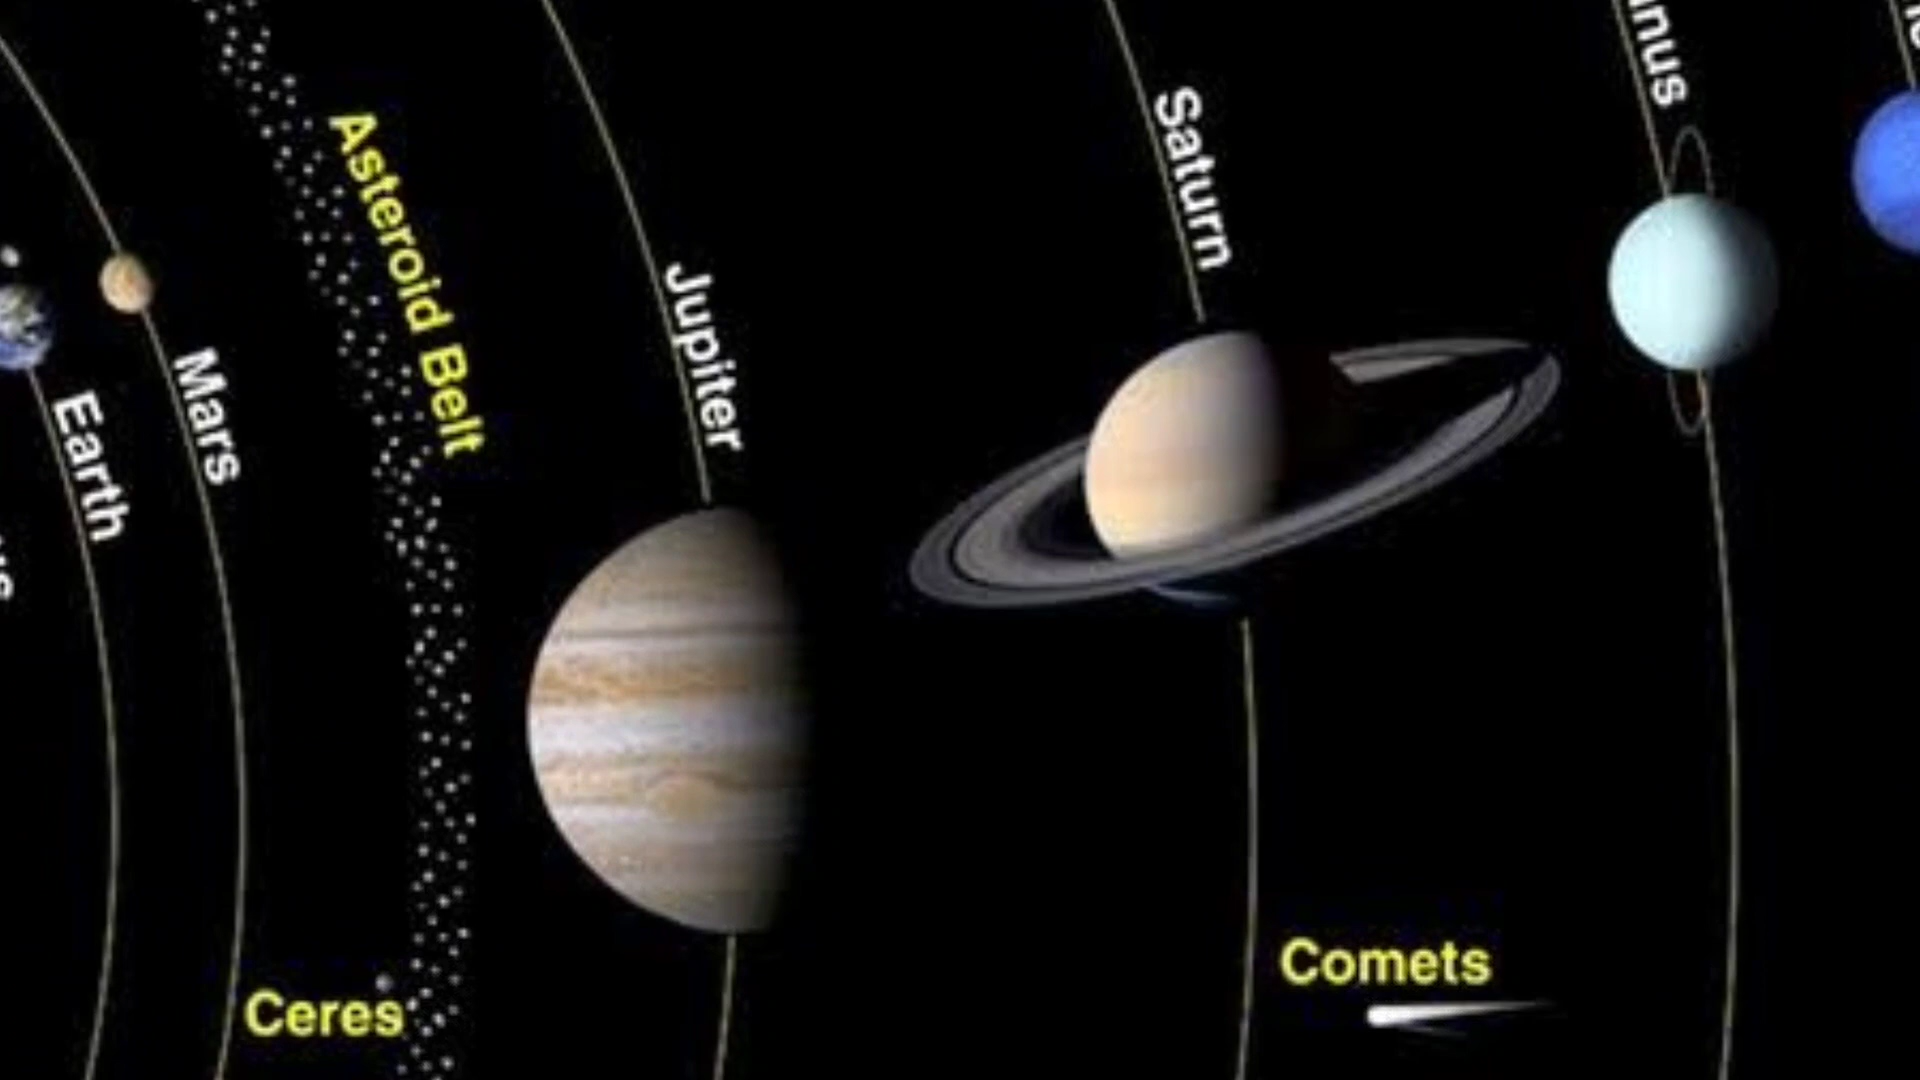 Earth
Mars
Asteroid Belt
Ceres
Jupiter
Saturn
Comets